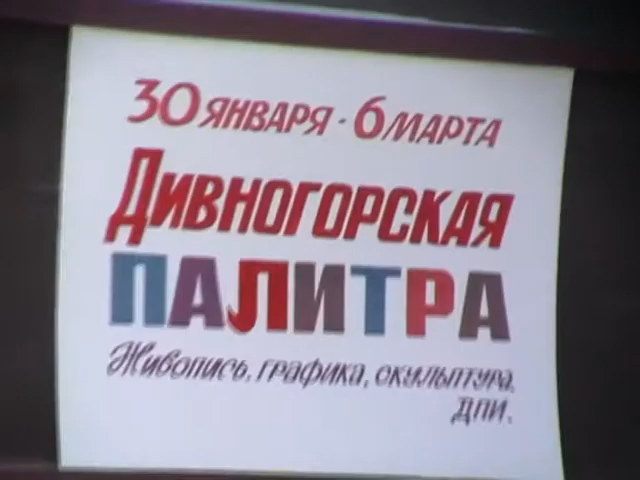 30 ЯНВАРЯ - 6 МАРТА
ДИВНОГОРСКАЯ
ПАЛИТРА
Живопись, графика, скульптура,
ДПИ.